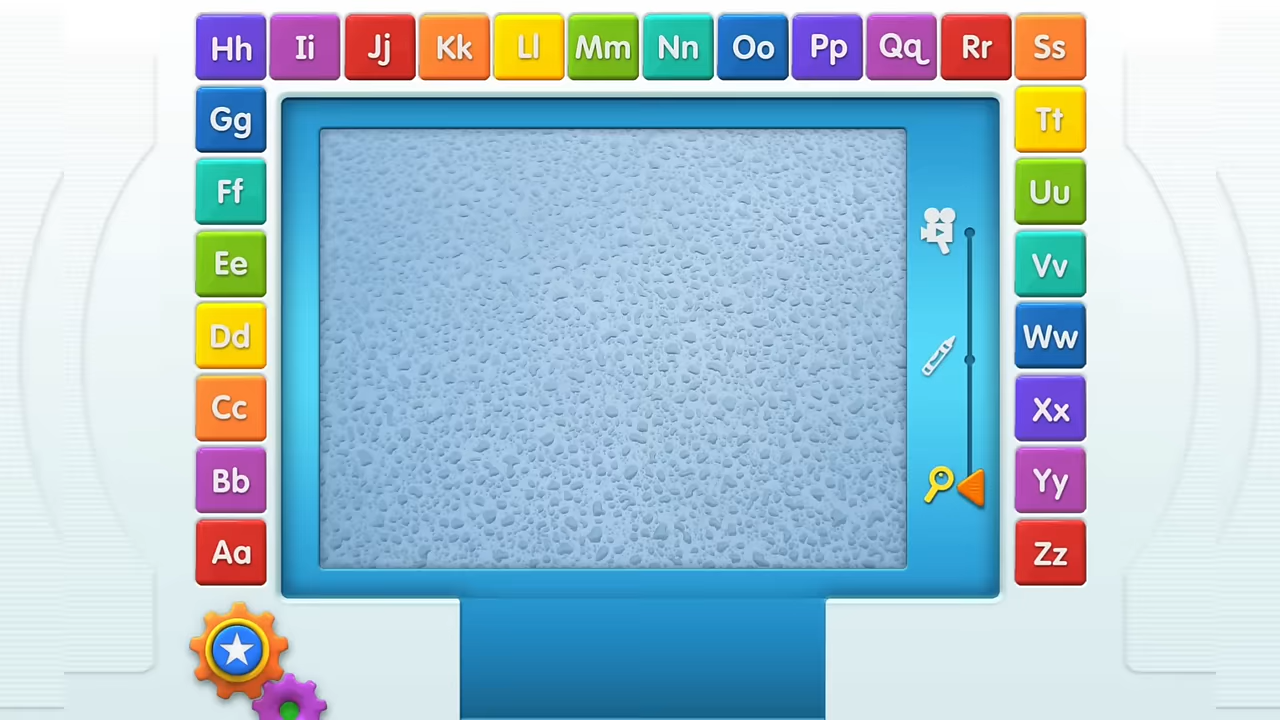 Hh Ii Jj Kk Ll Mm Nn Oo Pp Qq Rr Ss
Gg Tt
Ff Uu
Ee Vv
Dd Ww
Cc Xx
Bb Yy
Aa Zz